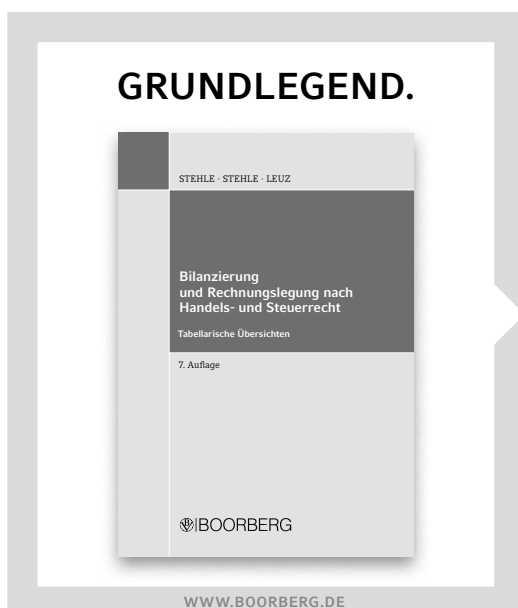 GRUNDLEGEND.
STEHLE · STEHLE · LEUZ
Bilanzierung
und Rechnungslegung nach
Handels- und Steuerrecht
Tabellarische Übersichten
7. Auflage
BOORBERG
WWW.BOORBERG.DE